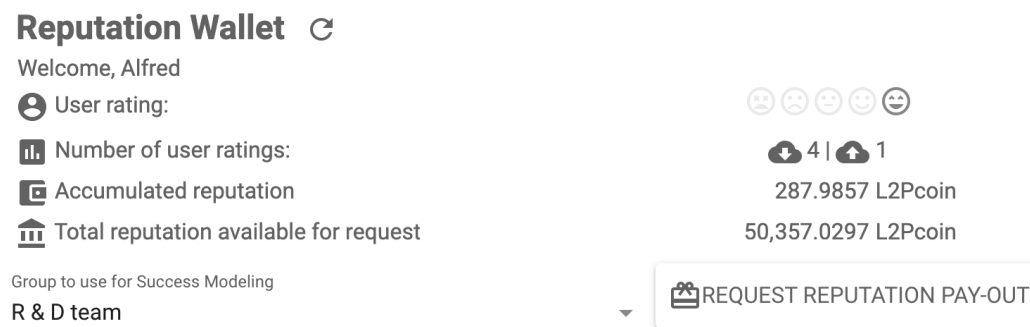 Reputation Wallet
Welcome, Alfred
User rating:
Number of user ratings: 4 | 1
Accumulated reputation 287.9857 L2Pcoin
Total reputation available for request 50,357.0297 L2Pcoin
Group to use for Success Modeling
R & D team
REQUEST REPUTATION PAY-OUT